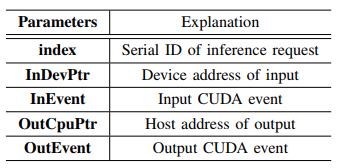 Parameters Explanation
index Serial ID of inference request
InDevPtr Device address of input
InEvent Input CUDA event
OutCpuPtr Host address of output
OutEvent Output CUDA event